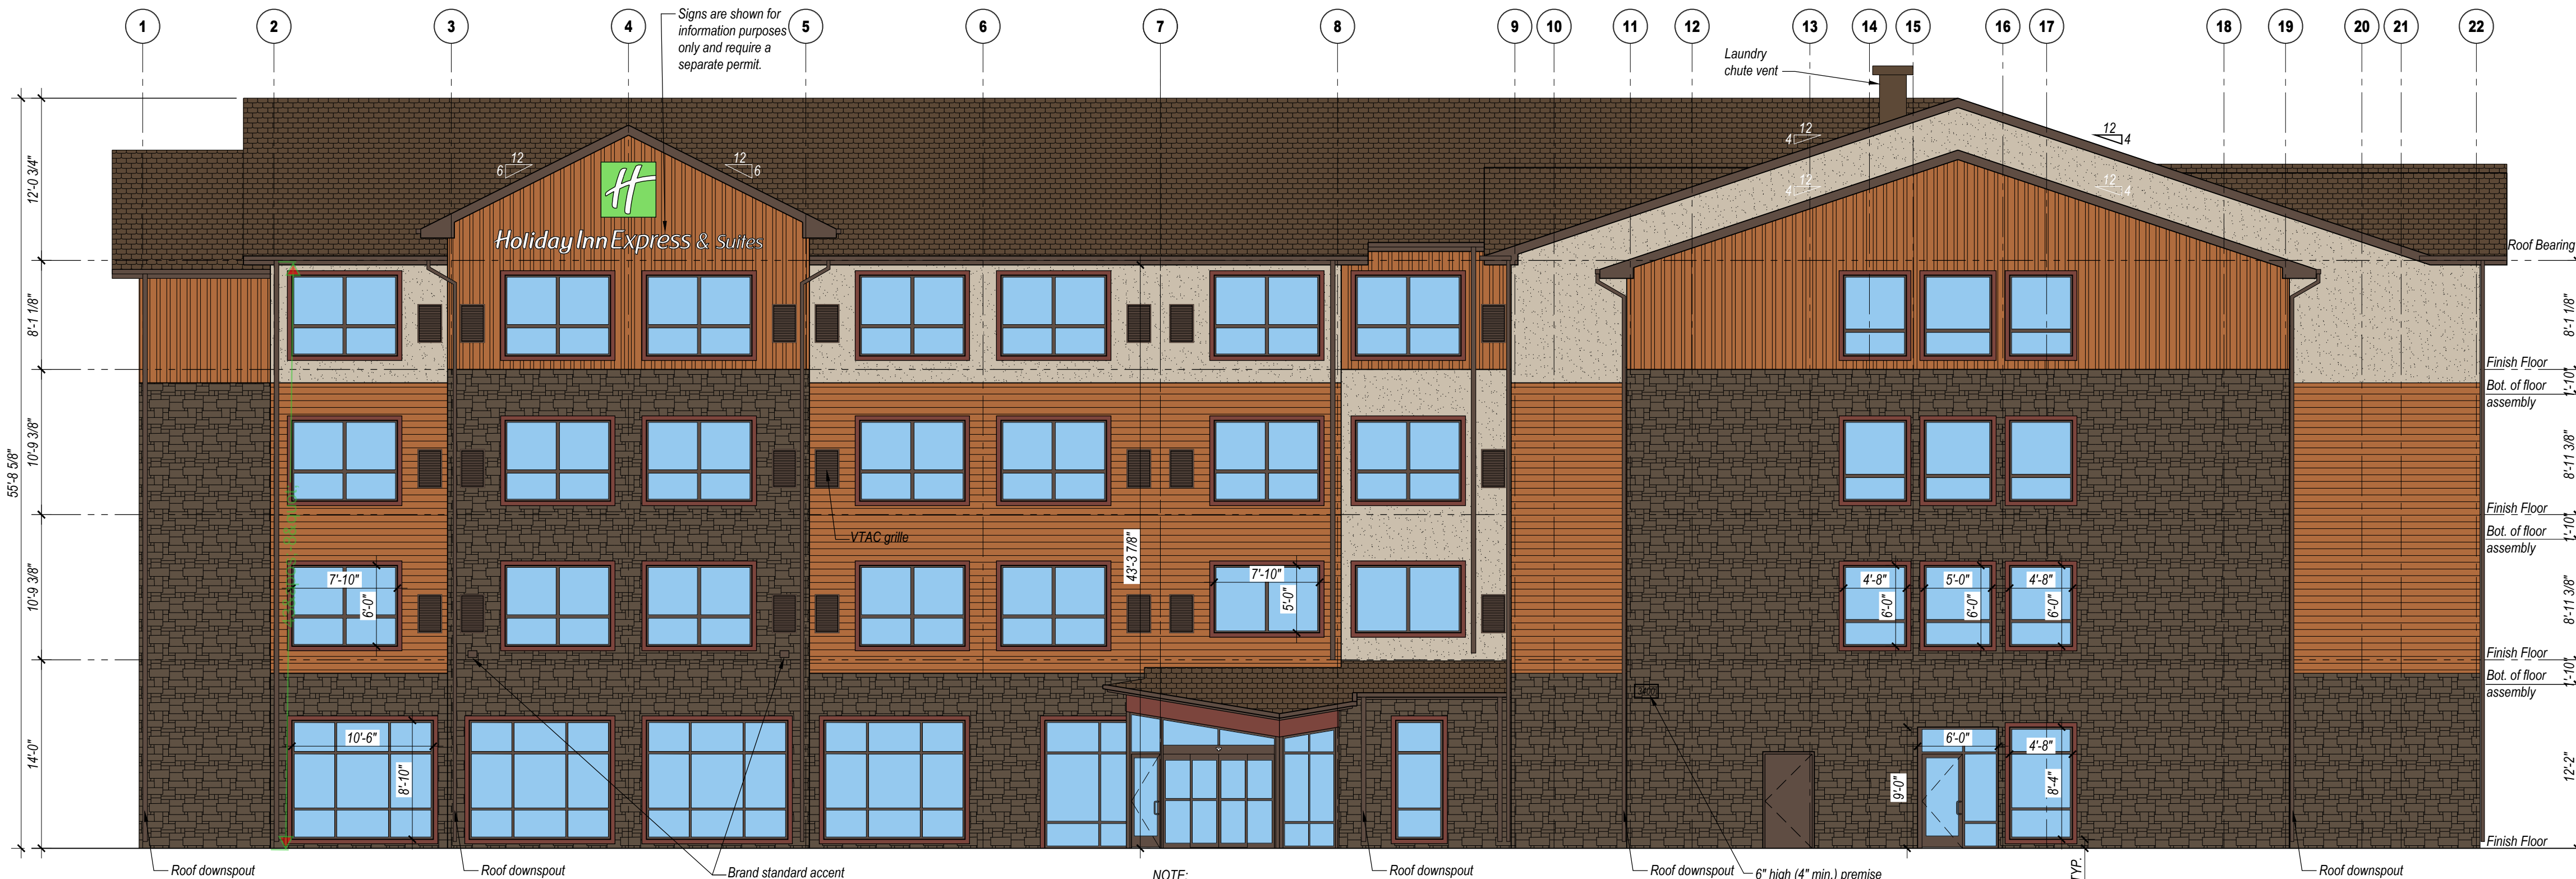 1 2 3 4 5 6 7 8 9 10 11 12 13 14 15 16 17 18 19 20 21 22
Signs are shown for
information purposes
only and require a
separate permit.
Laundry
chute vent
12
6
12
6
12
4
12
4
12
4
12
4
Holiday Inn Express & Suites
55'-8 5/8"
12'-0 3/4"
8'-1 1/8"
10'-9 3/8"
10'-9 3/8"
14'-0"
VTAC grille
43'-3 7/8"
7'-10"
6'-0"
7'-10"
5'-0"
4'-8"
6'-0"
5'-0"
6'-0"
4'-8"
6'-0"
10'-6"
8'-10"
3400
6'-0"
9'-0"
4'-8"
8'-4"
Roof Bearing
8'-1 1/8"
Finish Floor
1'-10"
Bot. of floor
assembly
8'-11 3/8"
Finish Floor
1'-10"
Bot. of floor
assembly
8'-11 3/8"
Finish Floor
1'-10"
Bot. of floor
assembly
12'-2"
Finish Floor
Roof downspout
Roof downspout
Brand standard accent
NOTE:
Roof downspout
Roof downspout
6" high (4" min.) premise
TYP.
Roof downspout